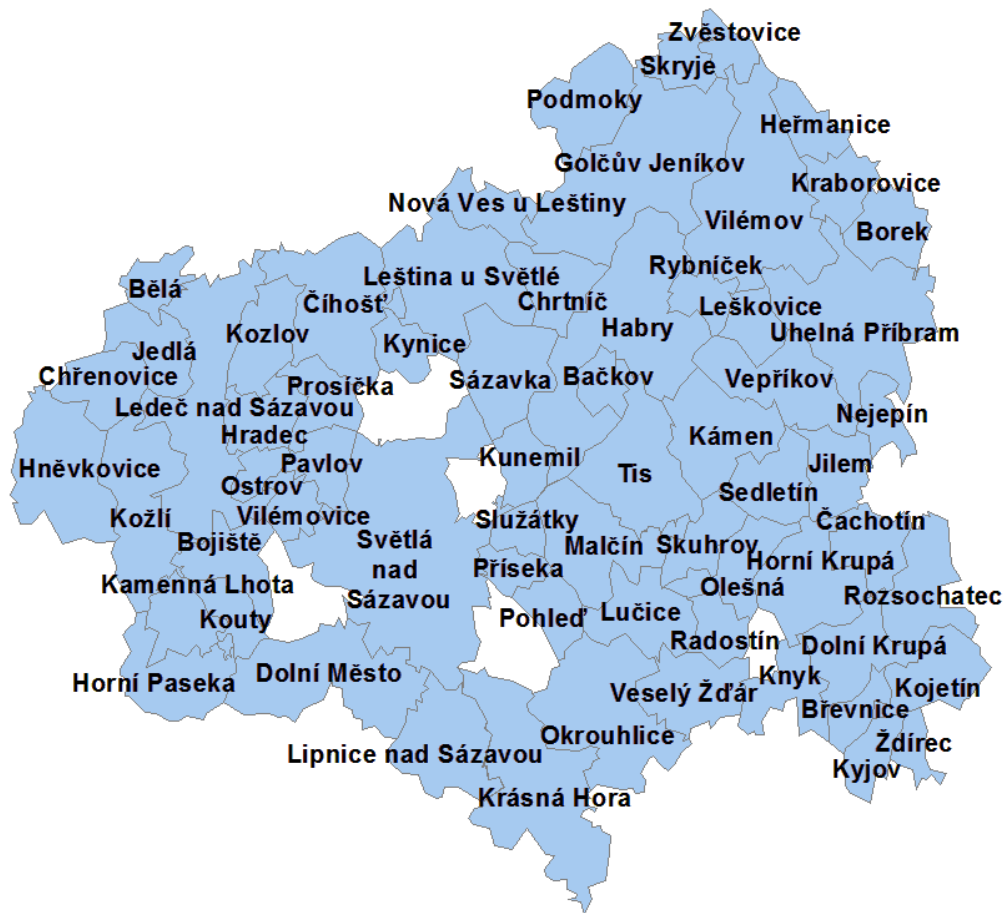 Zvěstovice
Skryje
Podmoky
Heřmanice
Golčův Jeníkov
Kraborovice
Nová Ves u Leštiny
Vilémov
Borek
Rybníček
Leština u Světlé
Bělá
Chrtníč
Číhošť
Leškovice
Habry
Uhelná Příbram
Kozlov
Kynice
Jedlá
Chřenovice
Prosíčka
Sázavka
Bačkov
Vepříkov
Ledeč nad Sázavou
Nejepín
Hradec
Kámen
Kunemil
Pavlov
Jilem
Hněvkovice
Tis
Ostrov
Sedletín
Vilémovice
Kožlí
Služátky
Čachotín
Bojiště
Světlá
nad
Sázavou
Malčín
Skuhrov
Horní Krupá
Příseka
Kamenná Lhota
Olešná
Rozsochatec
Kouty
Pohleď
Lučice
Radostín
Dolní Krupá
Dolní Město
Horní Paseka
Knyk
Kojetín
Veselý Žďár
Břevnice
Okrouhlice
Ždírec
Lipnice nad Sázavou
Kyjov
Krásná Hora